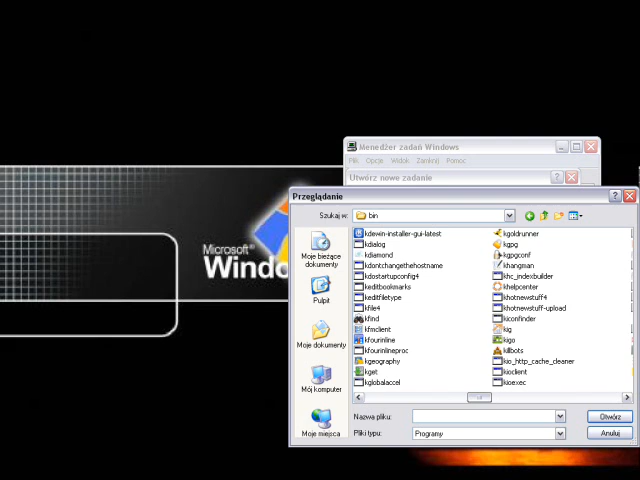 Menedżer zadań Windows
Plik Opcje Widok Zamknij Pomoc
Utwórz nowe zadanie
Przeglądanie
Szukaj w: bin
Moje bieżące dokumenty
Pulpit
Moje dokumenty
Mój komputer
Moje miejsca
kdewin-installer-gui-latest
kdialog
kdiamond
kdontchangethehostname
kdostartupconfig4
keditbookmarks
keditfiletype
kfile4
kfind
kfmclient
kfourinline
kfourinlineproc
kgeography
kget
kglobalaccel
kgoldrunner
kgpg
kgpgconf
khangman
khc_indexbuilder
khelpcenter
khotnewstuff4
khotnewstuff-upload
kiconfinder
kig
kigo
killbots
kio_http_cache_cleaner
kioclient
kioexec
Nazwa pliku:
Otwórz
Pliki typu: Programy
Anuluj
Microsoft®
Windo